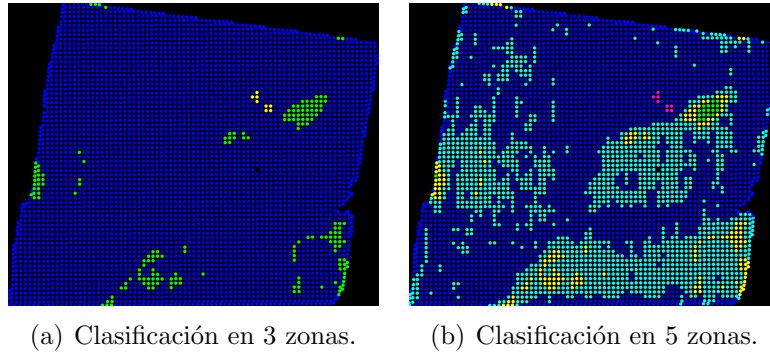 (a) Clasificación en 3 zonas.
(b) Clasificación en 5 zonas.